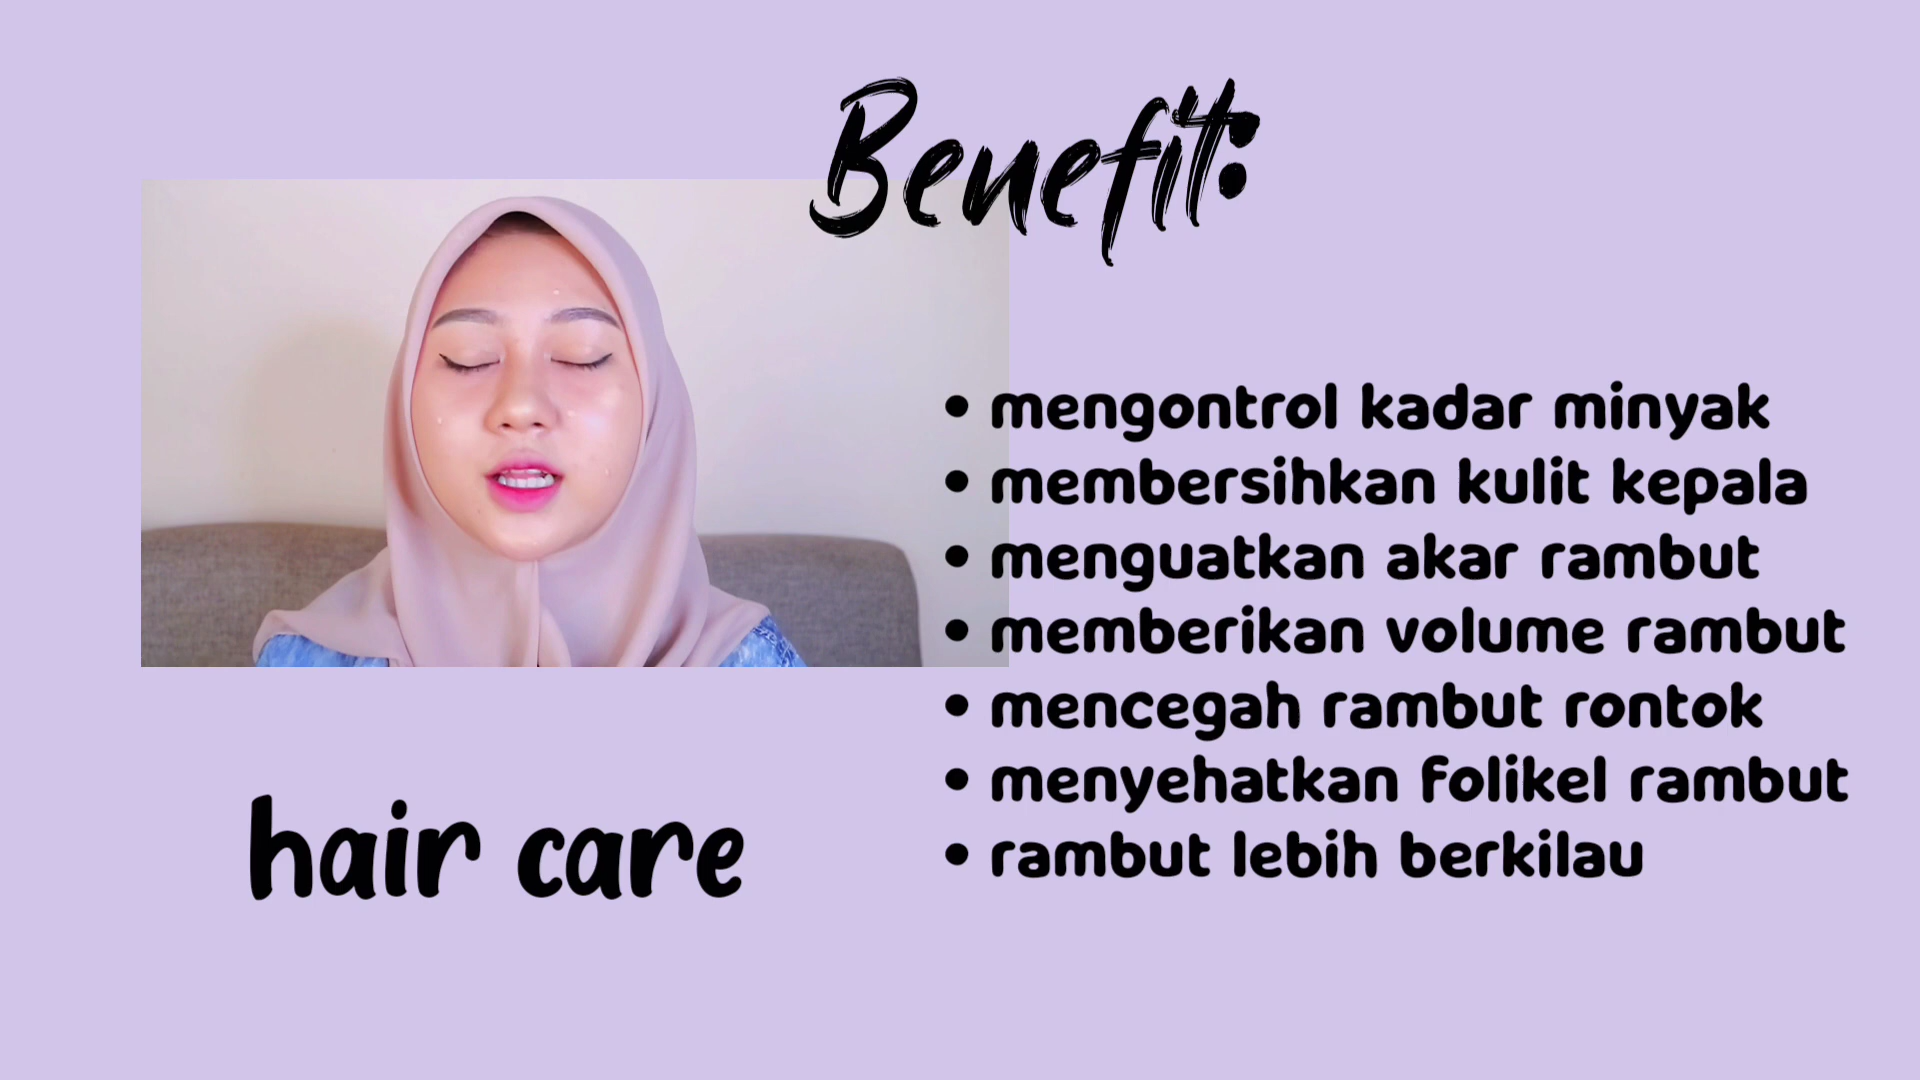 Benefit:
• mengontrol kadar minyak
• membersihkan kulit kepala
• menguatkan akar rambut
• memberikan volume rambut
• mencegah rambut rontok
• menyehatkan folikel rambut
• rambut lebih berkilau
hair care